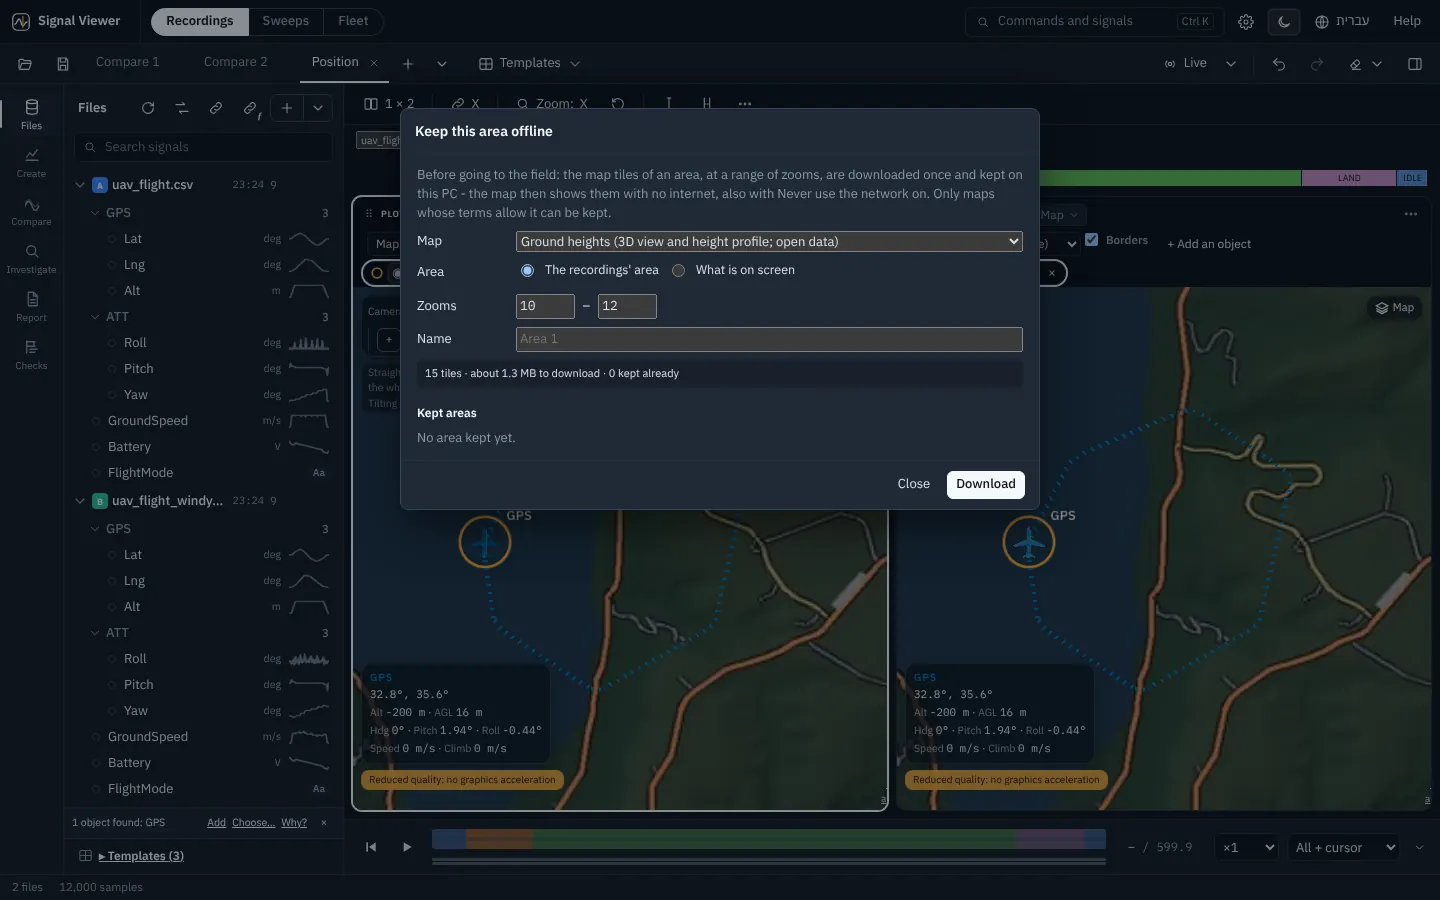 Signal Viewer
Recordings
Sweeps
Fleet
Commands and signals
Ctrl K
עברית
Help
Compare 1
Compare 2
Position
×
Templates
Live
Files
Files
Create
Compare
Investigate
Report
Checks
Search signals
1 × 2
X
Zoom: X
A uav_flight.csv 23:24 9
GPS 3
Lat deg
Lng deg
Alt m
ATT 3
Roll deg
Pitch deg
Yaw deg
GroundSpeed m/s
Battery V
FlightMode Aa
B uav_flight_windy... 23:24 9
GPS 3
Lat deg
Lng deg
Alt m
ATT 3
Roll deg
Pitch deg
Yaw deg
GroundSpeed m/s
Battery V
FlightMode Aa
1 object found: GPS
Add Choose... Why? ×
▸ Templates (3)
2 files 12,000 samples
LAND
IDLE
Map
Borders
+ Add an object
×
Map
Keep this area offline
Before going to the field: the map tiles of an area, at a range of zooms, are downloaded once and kept on
this PC - the map then shows them with no internet, also with Never use the network on. Only maps
whose terms allow it can be kept.
Map
Ground heights (3D view and height profile; open data)
Area
The recordings' area
What is on screen
Zooms
10 – 12
Name
Area 1
15 tiles · about 1.3 MB to download · 0 kept already
Kept areas
No area kept yet.
Close
Download
GPS
GPS
32.8°, 35.6°
Alt -200 m · AGL 16 m
Hdg 0° · Pitch 1.94° · Roll -0.44°
Speed 0 m/s · Climb 0 m/s
Reduced quality: no graphics acceleration
GPS
GPS
32.8°, 35.6°
Alt -200 m · AGL 16 m
Hdg 0° · Pitch 1.94° · Roll -0.44°
Speed 0 m/s · Climb 0 m/s
Reduced quality: no graphics acceleration
– / 599.9
×1
All + cursor